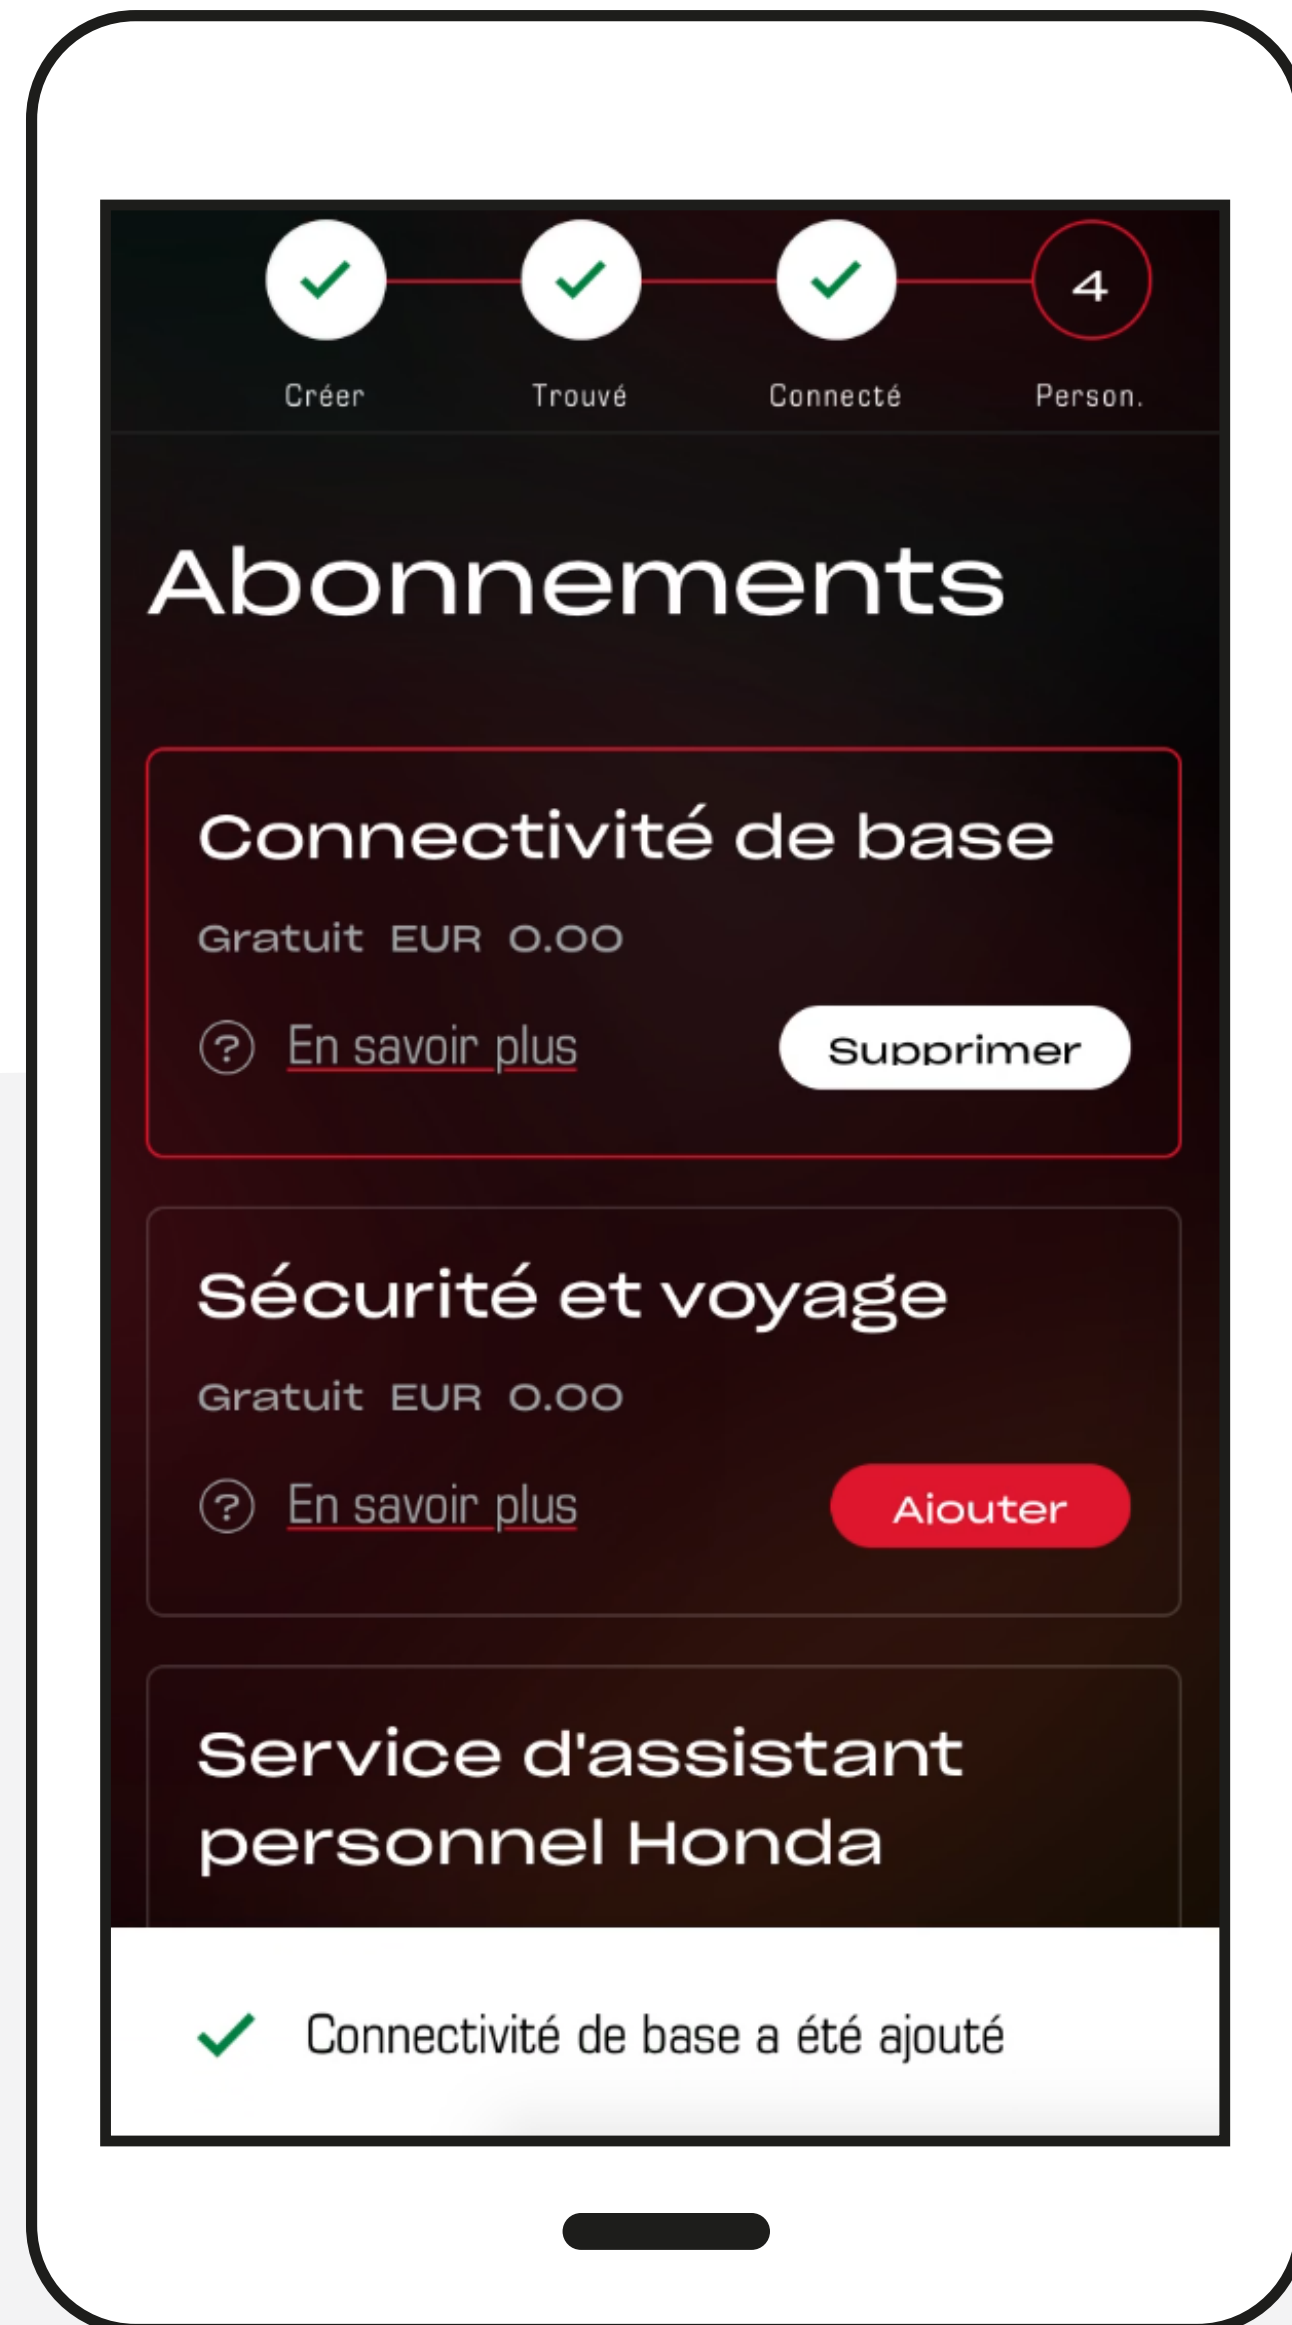 4
Créer Trouvé Connecté Person.
Abonnements
Connectivité de base
Gratuit EUR 0.00
? En savoir plus Supprimer
Sécurité et voyage
Gratuit EUR 0.00
? En savoir plus Ajouter
Service d'assistant
personnel Honda
Connectivité de base a été ajouté